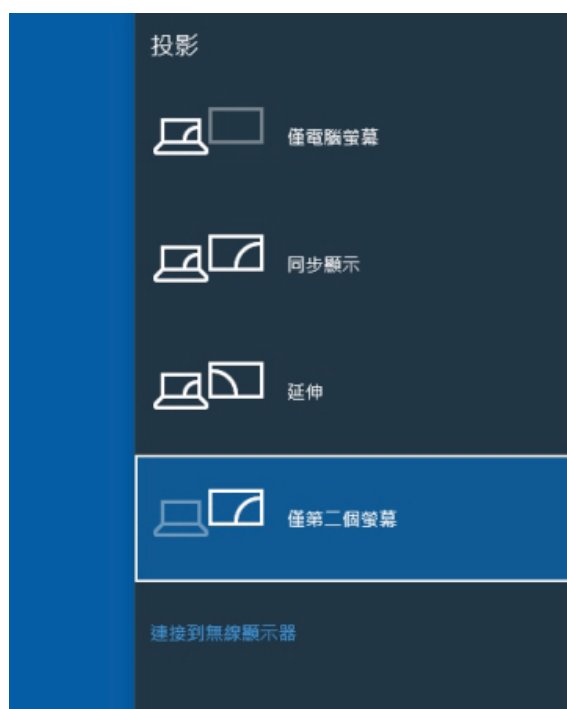 投影
僅電腦螢幕
同步顯示
延伸
僅第二個螢幕
連接到無線顯示器